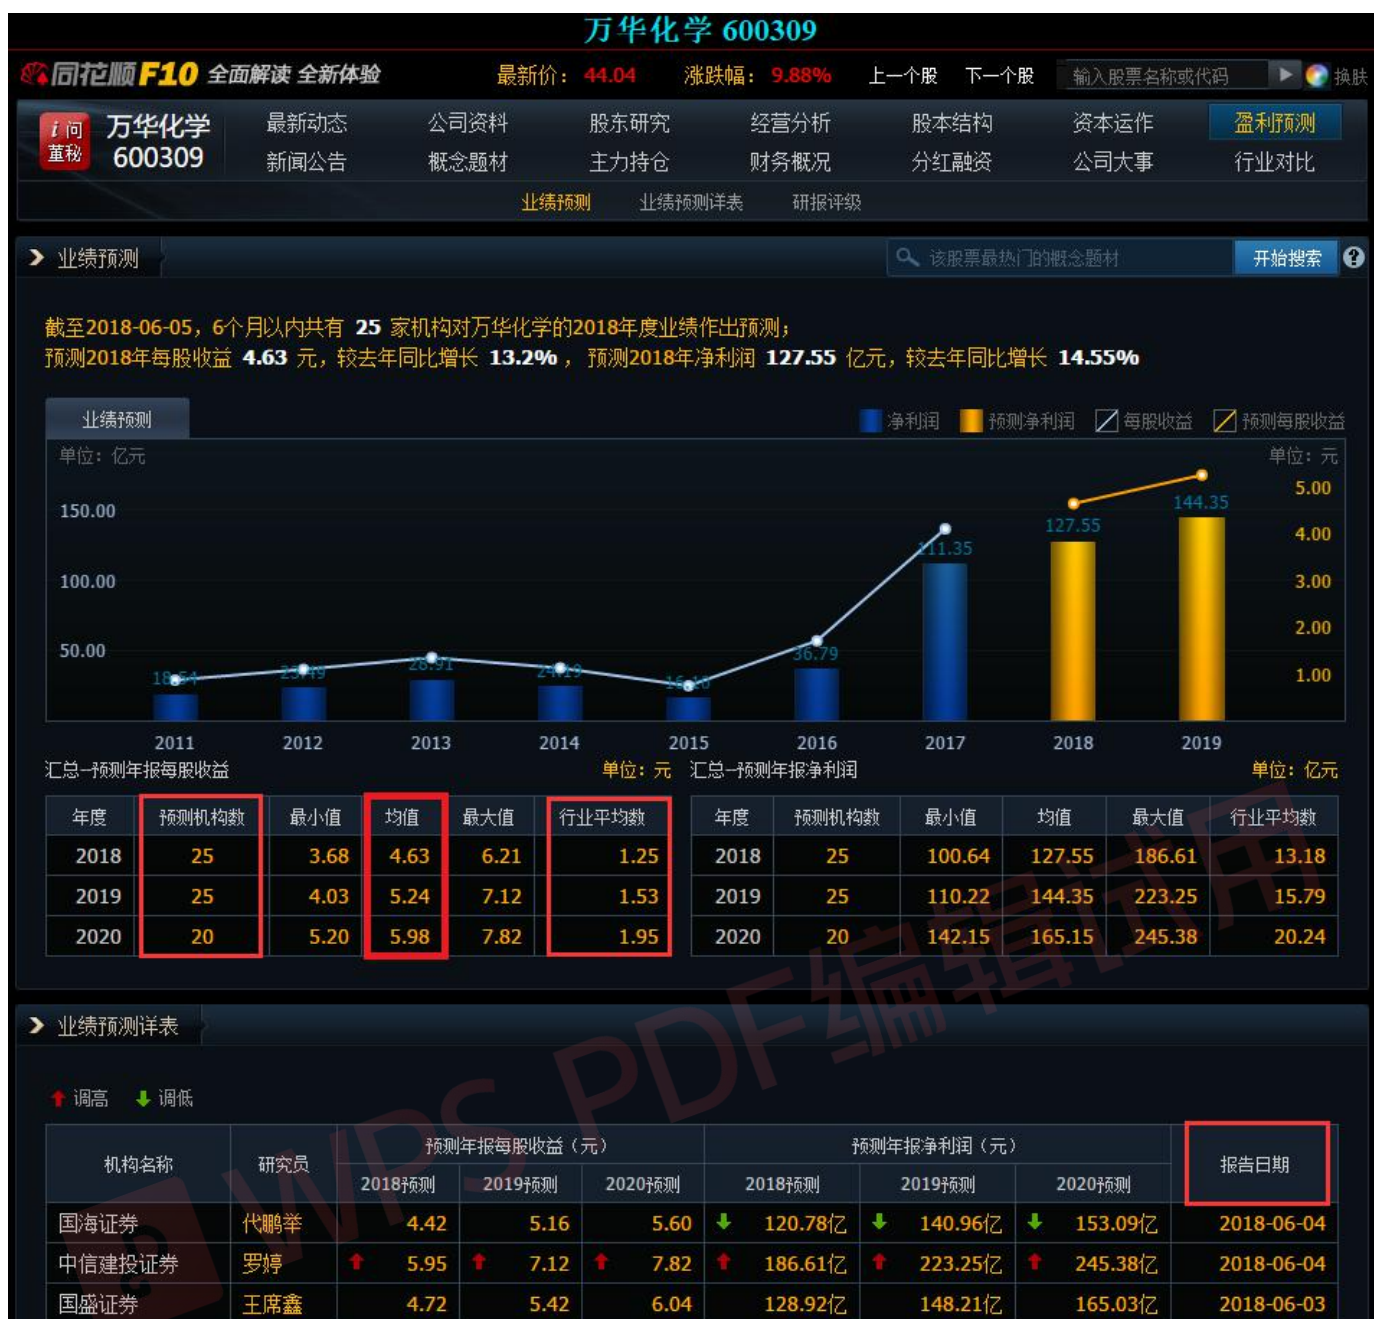 万华化学 600309
同花顺 F10 全面解读 全新体验 最新价: 44.04 涨跌幅: 9.88% 上一个股 下一个股 输入股票名称或代码 换肤
i 问 董秘 万华化学 600309
最新动态 公司资料 股东研究 经营分析 股本结构 资本运作 盈利预测
新闻公告 概念题材 主力持仓 财务概况 分红融资 公司大事 行业对比
业绩预测 业绩预测详表 研报评级
业绩预测 该股票最热门的概念题材 开始搜索 ?
截至2018-06-05，6个月以内共有 25 家机构对万华化学的2018年度业绩作出预测；
预测2018年每股收益 4.63 元，较去年同比增长 13.2%， 预测2018年净利润 127.55 亿元，较去年同比增长 14.55%
业绩预测 净利润 预测净利润 每股收益 预测每股收益
单位：亿元 单位：元
150.00 100.00 50.00
5.00 4.00 3.00 2.00 1.00
18.54 23.49 28.91 24.19 16.10 36.79 111.35 127.55 144.35
2011 2012 2013 2014 2015 2016 2017 2018 2019
汇总--预测年报每股收益 单位：元 汇总--预测年报净利润 单位：亿元
年度 预测机构数 最小值 均值 最大值 行业平均数 年度 预测机构数 最小值 均值 最大值 行业平均数
2018 25 3.68 4.63 6.21 1.25 2018 25 100.64 127.55 186.61 13.18
2019 25 4.03 5.24 7.12 1.53 2019 25 110.22 144.35 223.25 15.79
2020 20 5.20 5.98 7.82 1.95 2020 20 142.15 165.15 245.38 20.24
业绩预测详表
调高 调低
机构名称 研究员 预测年报每股收益（元） 预测年报净利润（元） 报告日期
2018预测 2019预测 2020预测 2018预测 2019预测 2020预测
国海证券 代鹏举 4.42 5.16 5.60 120.78亿 140.96亿 153.09亿 2018-06-04
中信建投证券 罗婷 5.95 7.12 7.82 186.61亿 223.25亿 245.38亿 2018-06-04
国盛证券 王席鑫 4.72 5.42 6.04 128.92亿 148.21亿 165.03亿 2018-06-03
WPS PDF编辑试用